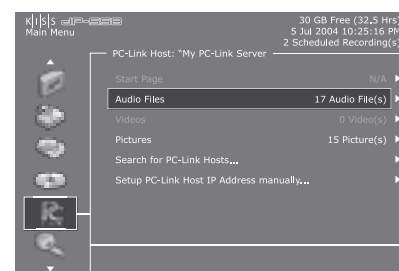 KISS DP-558
Main Menu
30 GB Free (32.5 Hrs)
5 Jul 2004 10:25:16 PM
2 Scheduled Recording(s)
PC-Link Host: "My PC-Link Server
Start Page N/A
Audio Files 17 Audio File(s)
Videos 0 Video(s)
Pictures 15 Picture(s)
Search for PC-Link Hosts...
Setup PC-Link Host IP Address manually...
PC